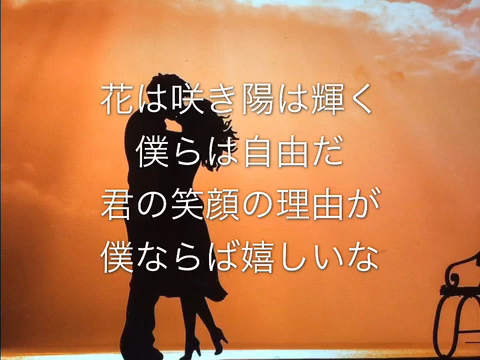 花は咲き陽は輝く
僕らは自由だ
君の笑顔の理由が
僕ならば嬉しいな